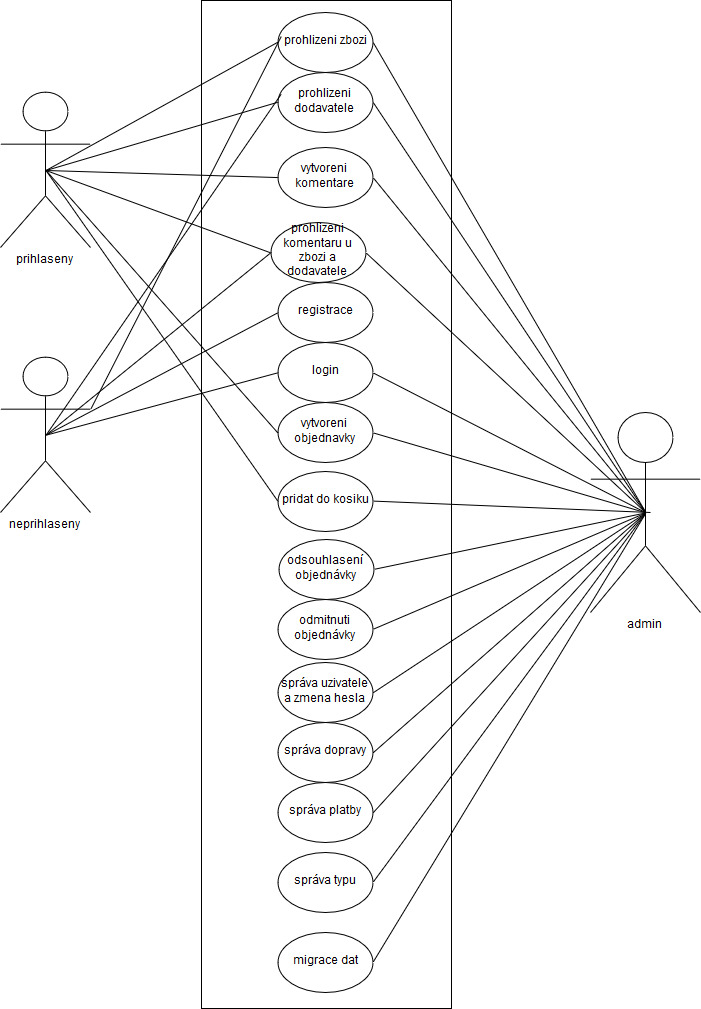 prohlizeni zbozi
prohlizeni
dodavatele
vytvoreni
komentare
prohlizeni
komentaru u
zbozi a
dodavatele
prihlaseny
registrace
login
vytvoreni
objednavky
pridat do kosiku
neprihlaseny
odsouhlasení
objednávky
odmitnuti
objednávky
admin
správa uzivatele
a zmena hesla
správa dopravy
správa platby
správa typu
migrace dat